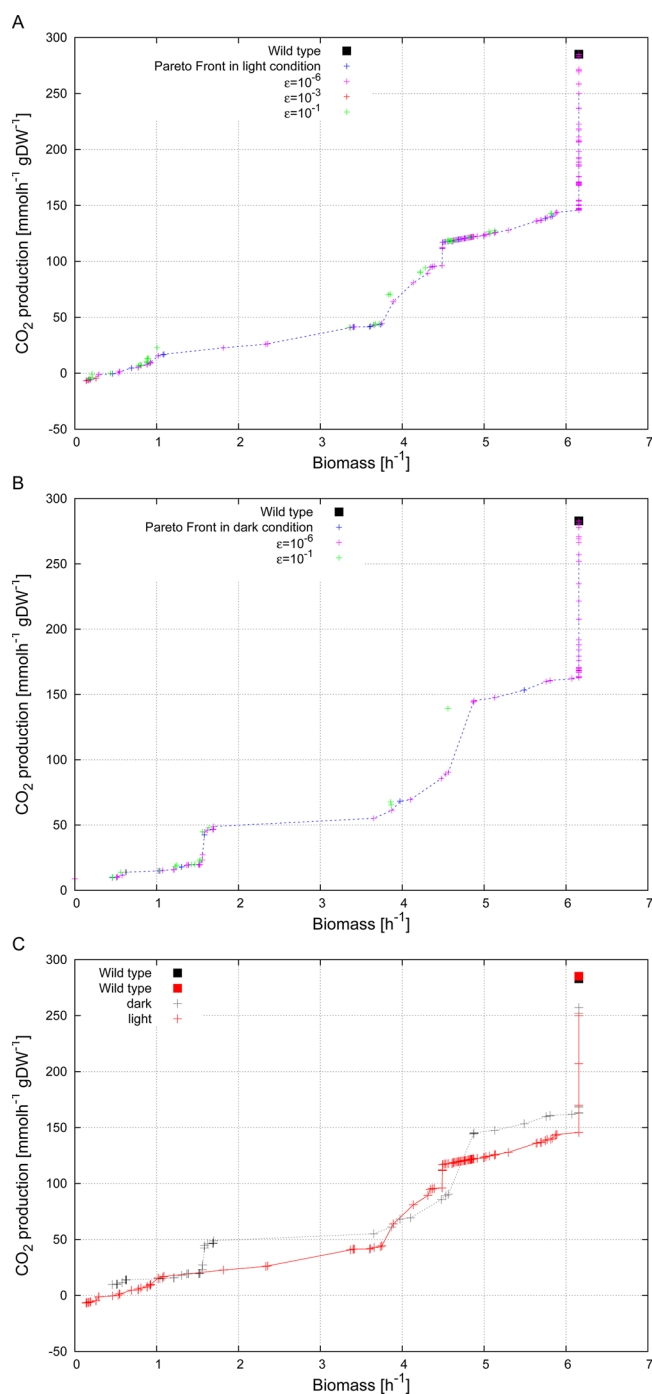 A
300
250
200
150
100
50
0
-50
CO2 production [mmolh-1 gDW-1]
Wild type
Pareto Front in light condition
ε=10-6
ε=10-3
ε=10-1
0 1 2 3 4 5 6 7
Biomass [h-1]
B
300
250
200
150
100
50
0
CO2 production [mmolh-1 gDW-1]
Wild type
Pareto Front in dark condition
ε=10-6
ε=10-1
0 1 2 3 4 5 6 7
Biomass [h-1]
C
300
250
200
150
100
50
0
-50
CO2 production [mmolh-1 gDW-1]
Wild type
Wild type
dark
light
0 1 2 3 4 5 6 7
Biomass [h-1]